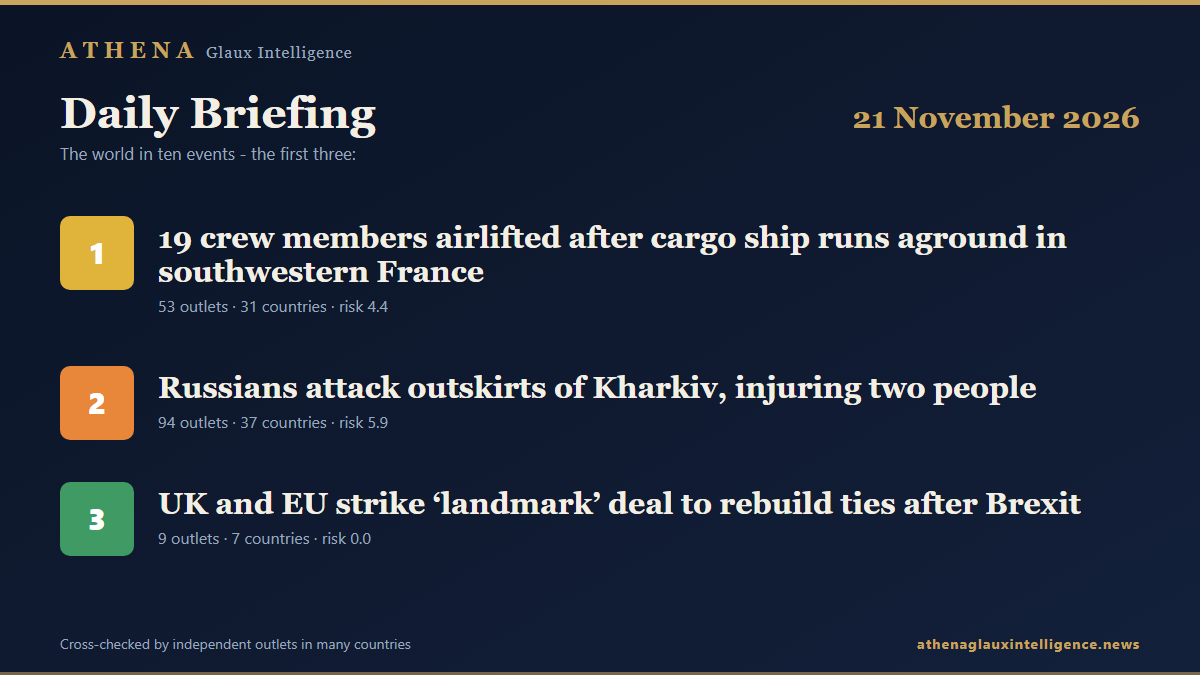 ATHENA Glaux Intelligence
Daily Briefing
21 November 2026
The world in ten events - the first three:
1
19 crew members airlifted after cargo ship runs aground in
southwestern France
53 outlets · 31 countries · risk 4.4
2
Russians attack outskirts of Kharkiv, injuring two people
94 outlets · 37 countries · risk 5.9
3
UK and EU strike ‘landmark’ deal to rebuild ties after Brexit
9 outlets · 7 countries · risk 0.0
Cross-checked by independent outlets in many countries
athenaglauxintelligence.news